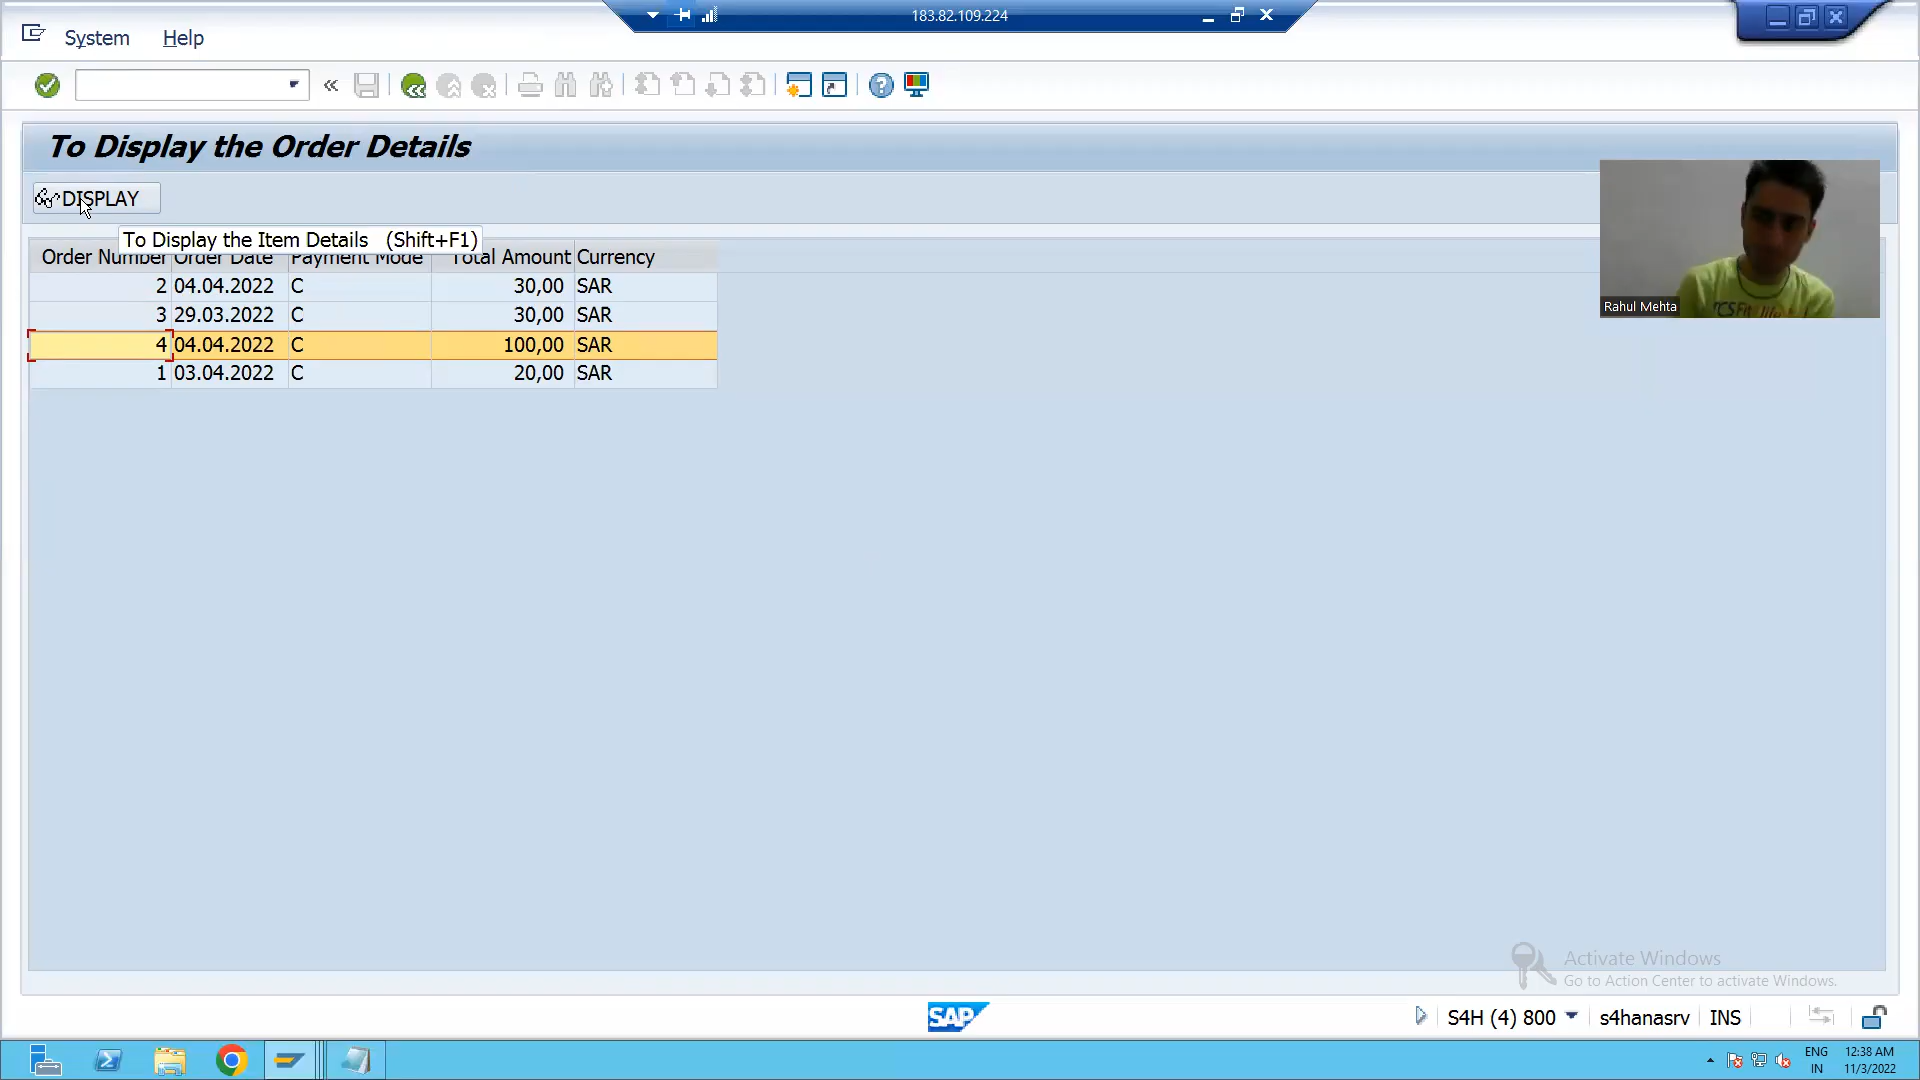 183.82.109.224
System Help
To Display the Order Details
DISPLAY
To Display the Item Details (Shift+F1)
Order Number Order Date Payment Mode Total Amount Currency
2 04.04.2022 C 30,00 SAR
3 29.03.2022 C 30,00 SAR
4 04.04.2022 C 100,00 SAR
1 03.04.2022 C 20,00 SAR
Rahul Mehta
Activate Windows
Go to Action Center to activate Windows.
SAP
S4H (4) 800 s4hanasrv INS
ENG 12:38 AM
IN 11/3/2022